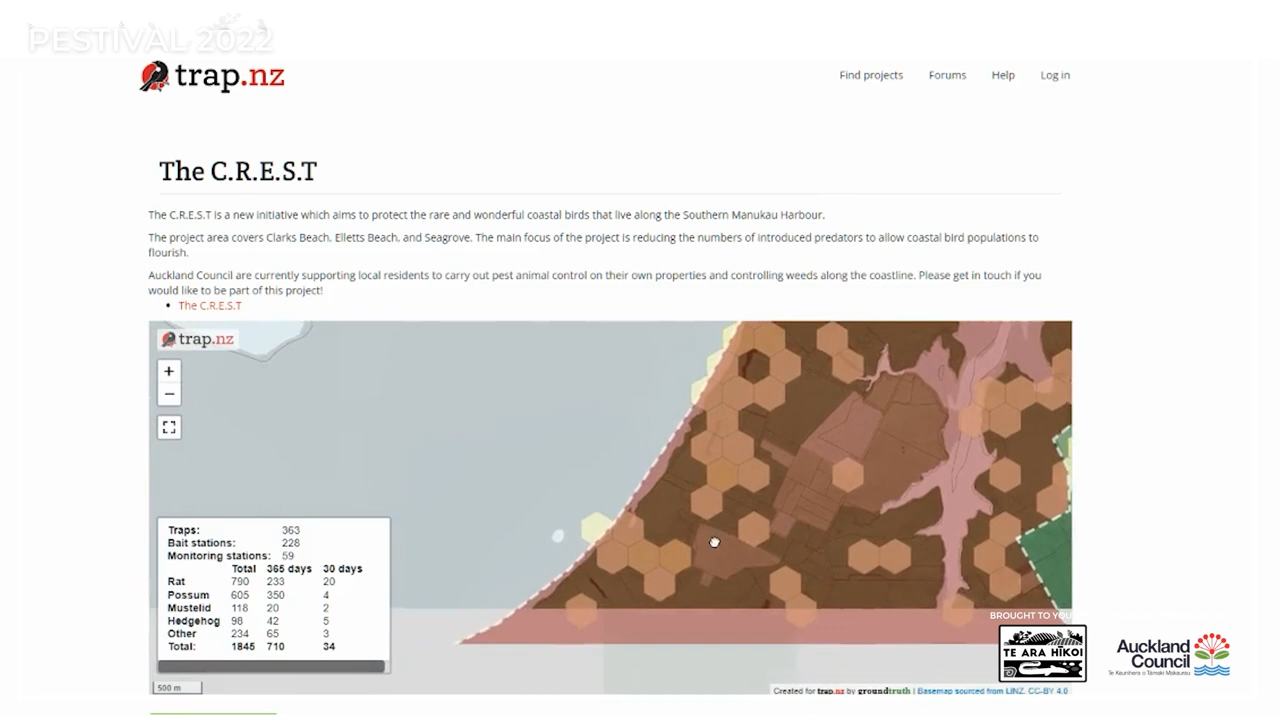 PESTIVAL 2022
trap.nz
Find projects Forums Help Log in
The C.R.E.S.T
The C.R.E.S.T is a new initiative which aims to protect the rare and wonderful coastal birds that live along the Southern Manukau Harbour.
The project area covers Clarks Beach, Elletts Beach, and Seagrove. The main focus of the project is reducing the numbers of introduced predators to allow coastal bird populations to
flourish.
Auckland Council are currently supporting local residents to carry out pest animal control on their own properties and controlling weeds along the coastline. Please get in touch if you
would like to be part of this project!
• The C.R.E.S.T
trap.nz
+
−
Traps: 363
Bait stations: 228
Monitoring stations: 59
Total 365 days 30 days
Rat 790 233 20
Possum 605 350 4
Mustelid 118 20 2
Hedgehog 98 42 5
Other 234 65 3
Total: 1845 710 34
500 m
BROUGHT TO YOU
TE ARA HĪKOI
Auckland
Council
Te Kaunihera o Tāmaki Makaurau
Created for trap.nz by groundtruth | Basemap sourced from LINZ. CC-BY 4.0